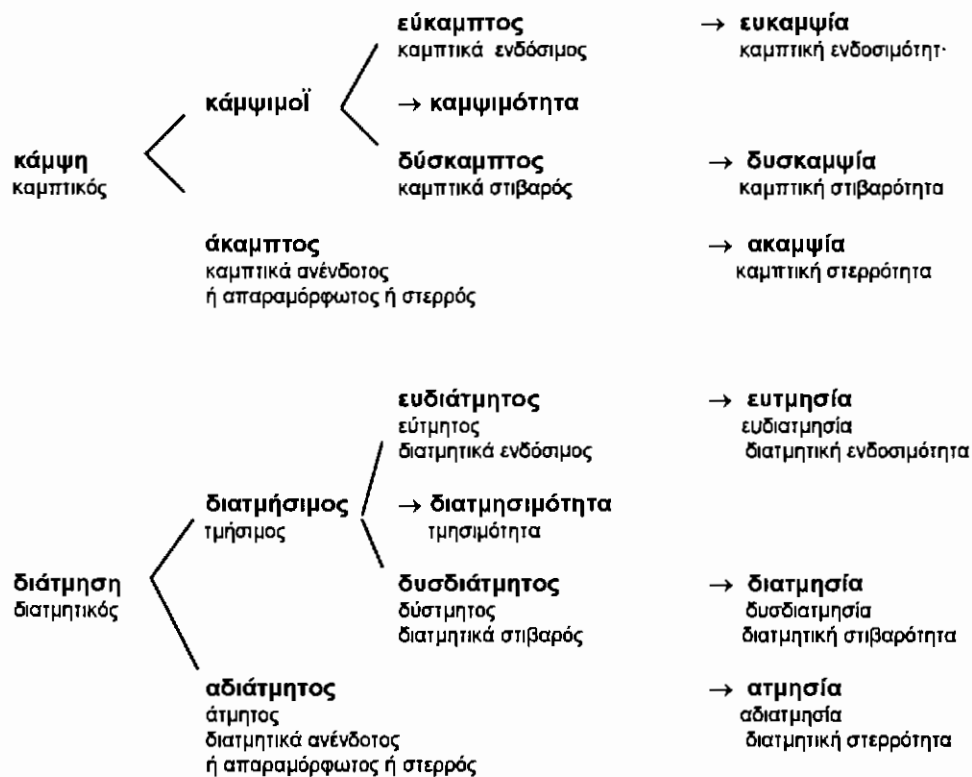 εύκαμπτος → ευκαμψία
καμπτικά ενδόσιμος καμπτική ενδοσιμότητ·
κάμψιμοΪ → καμψιμότητα
κάμψη δύσκαμπτος → δυσκαμψία
καμπτικός καμπτικά στιβαρός καμπτική στιβαρότητα
άκαμπτος → ακαμψία
καμπτικά ανένδοτος καμπτική στερρότητα
ή απαραμόρφωτος ή στερρός
ευδιάτμητος → ευτμησία
εύτμητος ευδιατμησία
διατμητικά ενδόσιμος διατμητική ενδοσιμότητα
διατμήσιμος → διατμησιμότητα
τμήσιμος τμησιμότητα
διάτμηση δυσδιάτμητος → διατμησία
διατμητικός δύστμητος δυσδιατμησία
διατμητικά στιβαρός διατμητική στιβαρότητα
αδιάτμητος → ατμησία
άτμητος αδιατμησία
διατμητικά ανένδοτος διατμητική στερρότητα
ή απαραμόρφωτος ή στερρός